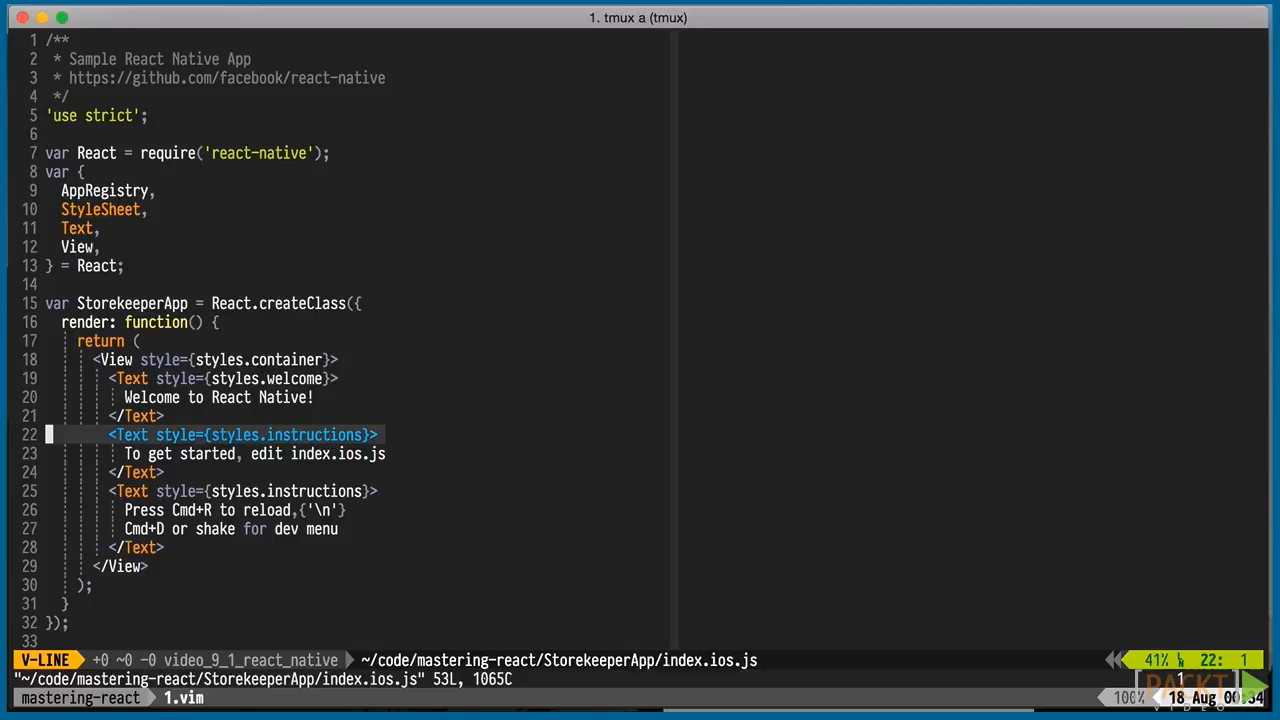 1. tmux a (tmux)
1 /**
2  * Sample React Native App
3  * https://github.com/facebook/react-native
4  */
5 'use strict';
6
7 var React = require('react-native');
8 var {
9   AppRegistry,
10   StyleSheet,
11   Text,
12   View,
13 } = React;
14
15 var StorekeeperApp = React.createClass({
16   render: function() {
17     return (
18       <View style={styles.container}>
19         <Text style={styles.welcome}>
20           Welcome to React Native!
21         </Text>
22         <Text style={styles.instructions}>
23           To get started, edit index.ios.js
24         </Text>
25         <Text style={styles.instructions}>
26           Press Cmd+R to reload,{'\n'}
27           Cmd+D or shake for dev menu
28         </Text>
29       </View>
30     );
31   }
32 });
33
V-LINE +0 ~0 -0 video_9_1_react_native ~/code/mastering-react/StorekeeperApp/index.ios.js 41% 22: 1
"~/code/mastering-react/StorekeeperApp/index.ios.js" 53L, 1065C 1
mastering-react 1.vim 100% 18 Aug
PACKT
VIDEO